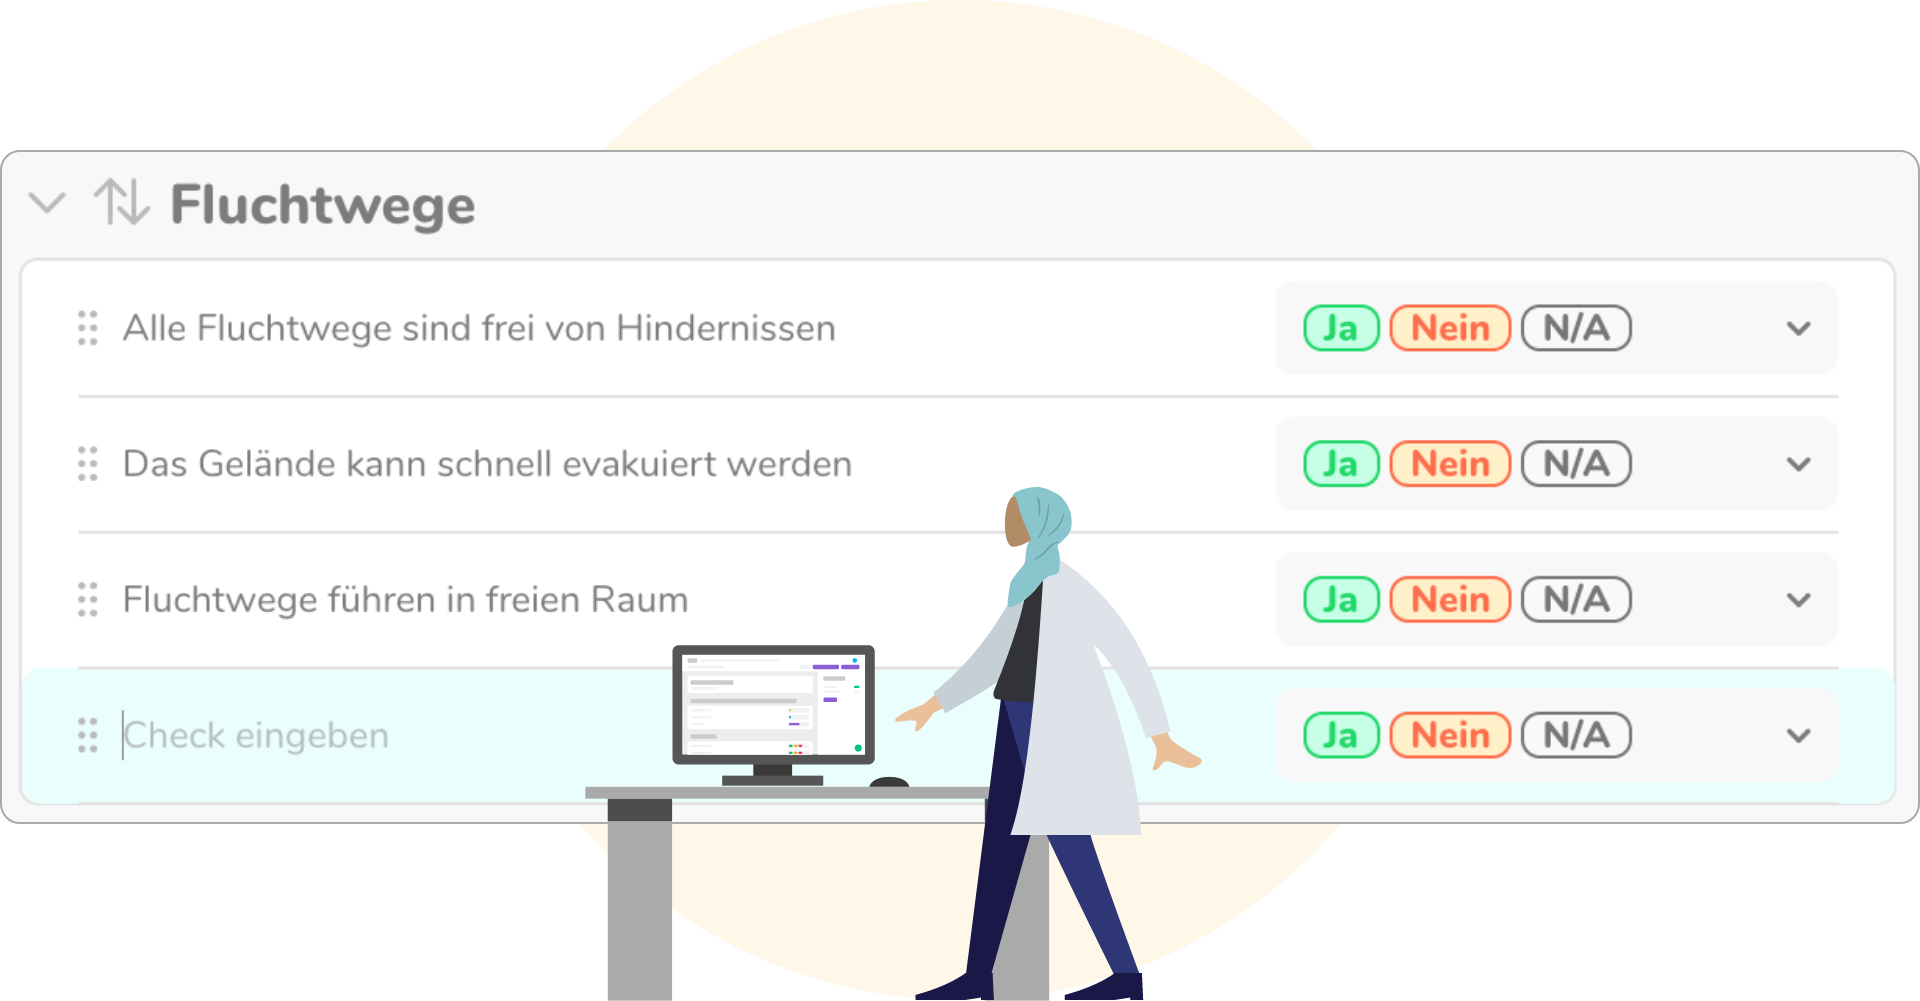 Fluchtwege
Alle Fluchtwege sind frei von Hindernissen Ja Nein N/A
Das Gelände kann schnell evakuiert werden Ja Nein N/A
Fluchtwege führen in freien Raum Ja Nein N/A
Check eingeben Ja Nein N/A